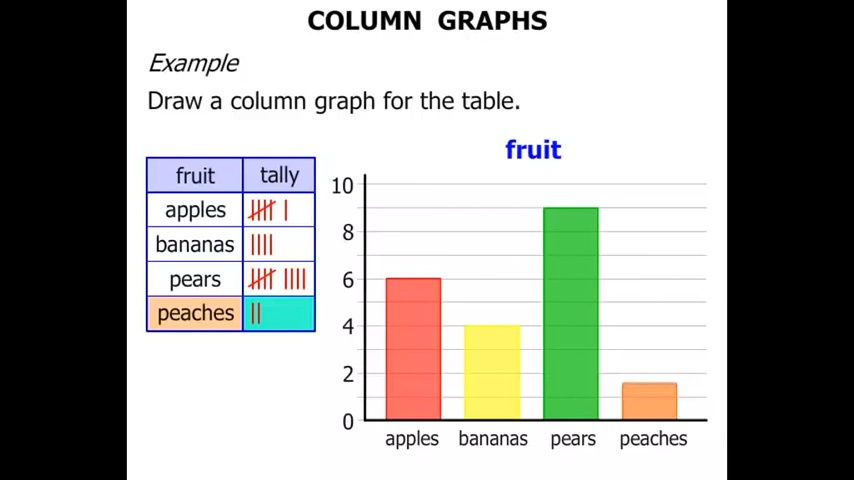 COLUMN GRAPHS
Example
Draw a column graph for the table.
fruit
fruit tally
apples
bananas
pears
peaches
10
8
6
4
2
0
apples bananas pears peaches